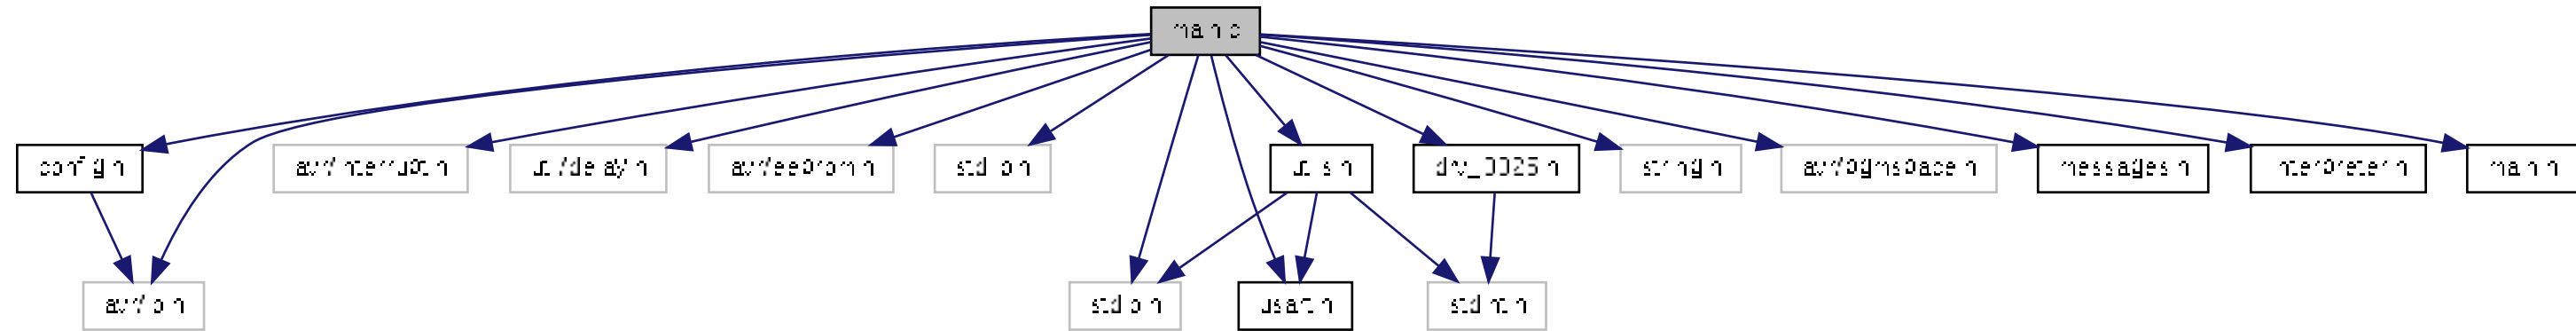 main.c
config.h
avr/interrupt.h
util/delay.h
avr/eeprom.h
string.h
avr/pgmspace.h
messages.h
interpreter.h
main.h
avr/io.h
stdio.h
usart.h
stdint.h